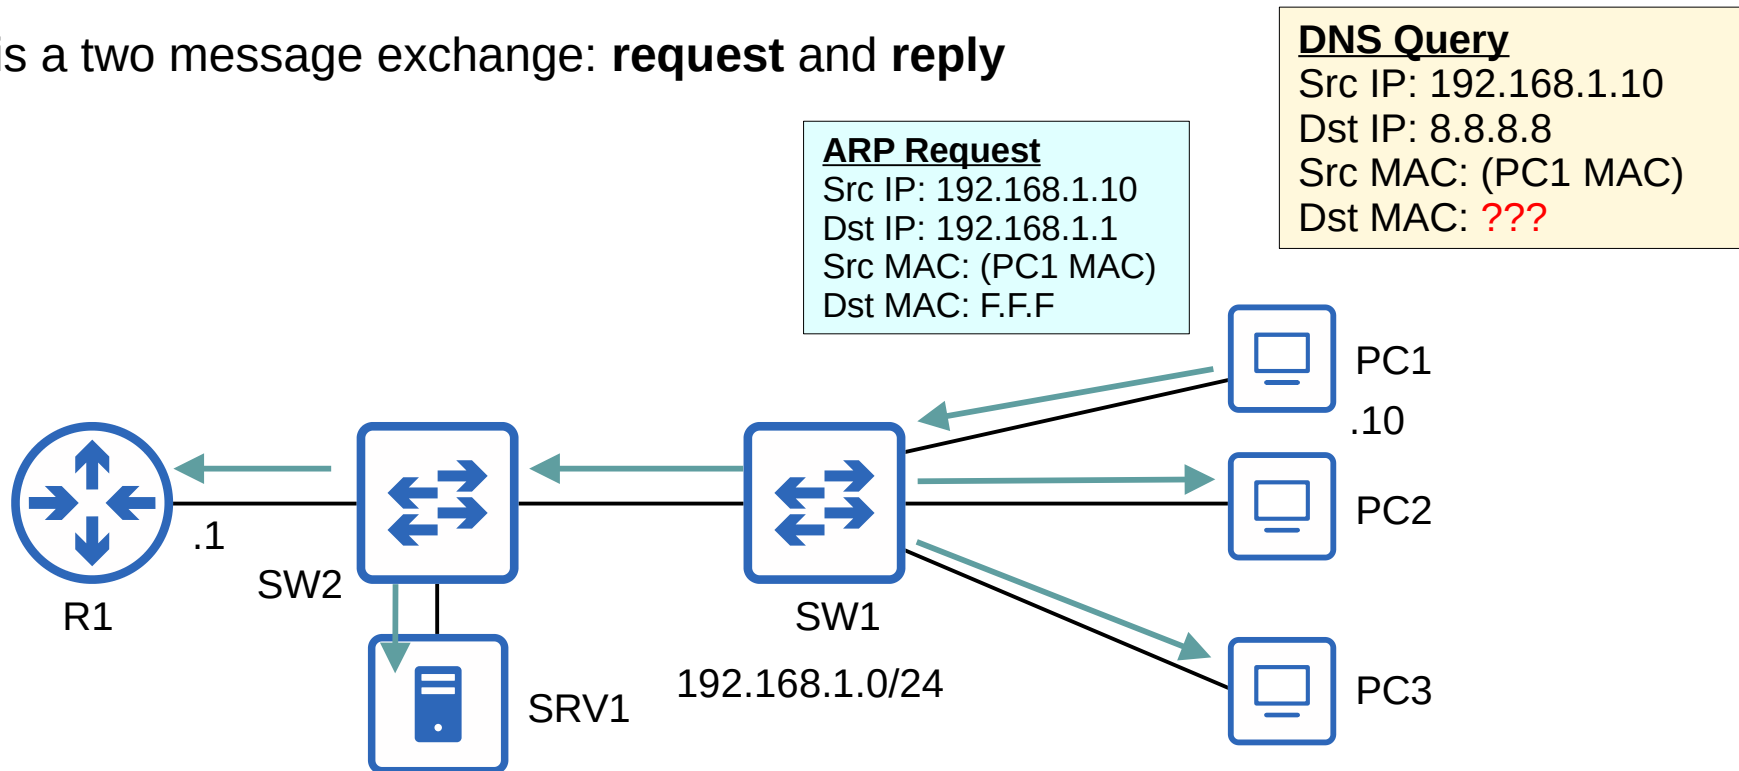 is a two message exchange: request and reply
DNS Query
Src IP: 192.168.1.10
Dst IP: 8.8.8.8
Src MAC: (PC1 MAC)
Dst MAC: ???
ARP Request
Src IP: 192.168.1.10
Dst IP: 192.168.1.1
Src MAC: (PC1 MAC)
Dst MAC: F.F.F
PC1
.10
PC2
.1
SW2
R1
SW1
192.168.1.0/24
SRV1
PC3